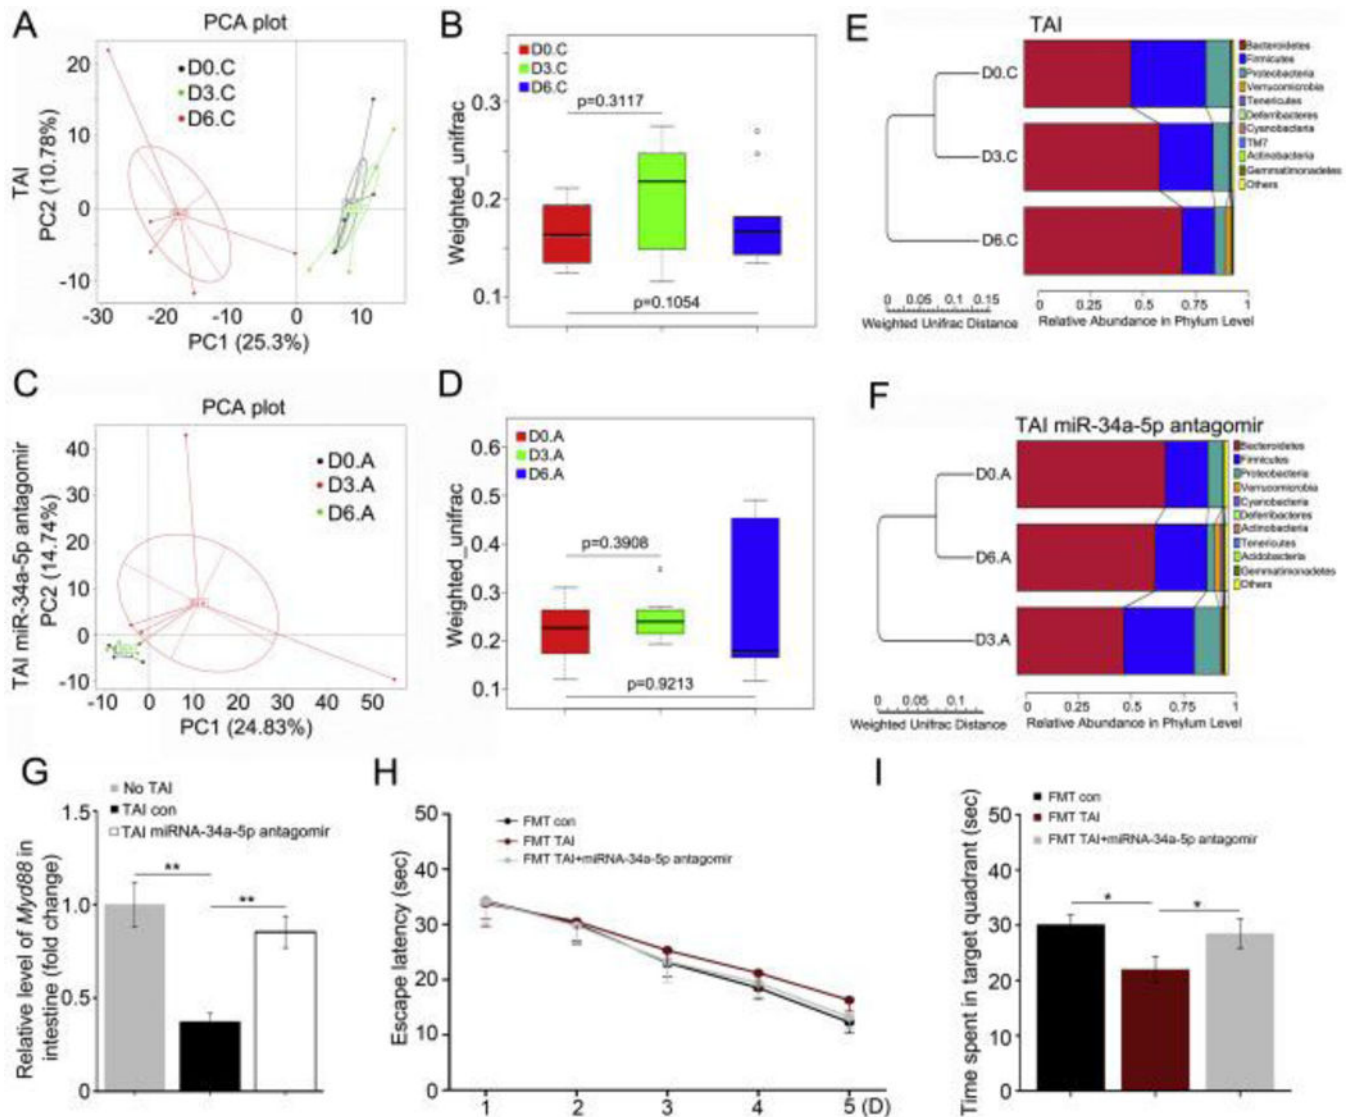 A
PCA plot
D0.C
D3.C
D6.C
TAI
PC2 (10.78%)
20
10
0
-10
-30
-20
-10
0
10
PC1 (25.3%)
B
D0.C
D3.C
D6.C
p=0.3117
Weighted_unifrac
0.3
0.2
0.1
p=0.1054
E
TAI
D0.C
D3.C
D6.C
Bacteroidetes
Firmicutes
Proteobacteria
Verrucomicrobia
Tenericutes
Deferribacteres
Cyanobacteria
TM7
Actinobacteria
Gemmatimonadetes
Others
0 0.05 0.1 0.15
Weighted Unifrac Distance
0 0.25 0.5 0.75 1
Relative Abundance in Phylum Level
C
PCA plot
D0.A
D3.A
D6.A
TAI miR-34a-5p antagomir
PC2 (14.74%)
40
30
20
10
0
-10
-10 0 10 20 30 40 50
PC1 (24.83%)
D
D0.A
D3.A
D6.A
p=0.3908
Weighted_unifrac
0.6
0.5
0.4
0.3
0.2
0.1
p=0.9213
F
TAI miR-34a-5p antagomir
D0.A
D6.A
D3.A
Bacteroidetes
Firmicutes
Proteobacteria
Verrucomicrobia
Cyanobacteria
Deferribacteres
Actinobacteria
Tenericutes
Acidobacteria
Gemmatimonadetes
Others
0 0.05 0.1
Weighted Unifrac Distance
0 0.25 0.5 0.75 1
Relative Abundance in Phylum Level
G
No TAI
TAI con
TAI miRNA-34a-5p antagomir
Relative level of Myd88 in
intestine (fold change)
1.5
1.0
0.5
0
**
**
H
FMT con
FMT TAI
FMT TAI+miRNA-34a-5p antagomir
Escape latency (sec)
50
40
30
20
10
0
1 2 3 4 5 (D)
I
FMT con
FMT TAI
FMT TAI+miRNA-34a-5p antagomir
Time spent in target quadrant (sec)
50
40
30
20
10
0
*
*